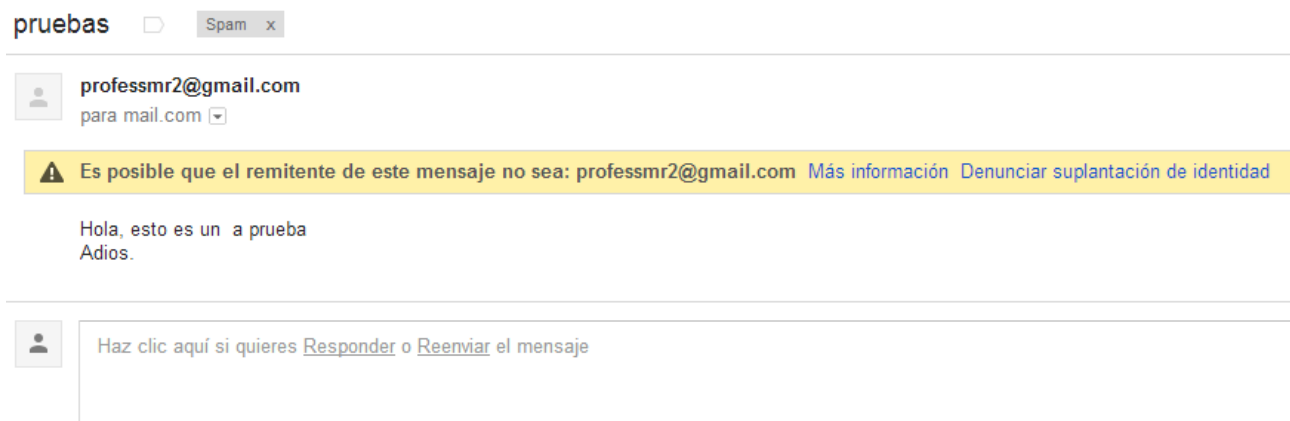 pruebas Spam x
professmr2@gmail.com
para mail.com
Es posible que el remitente de este mensaje no sea: professmr2@gmail.com Más información Denunciar suplantación de identidad
Hola, esto es un  a prueba
Adios.
Haz clic aquí si quieres Responder o Reenviar el mensaje